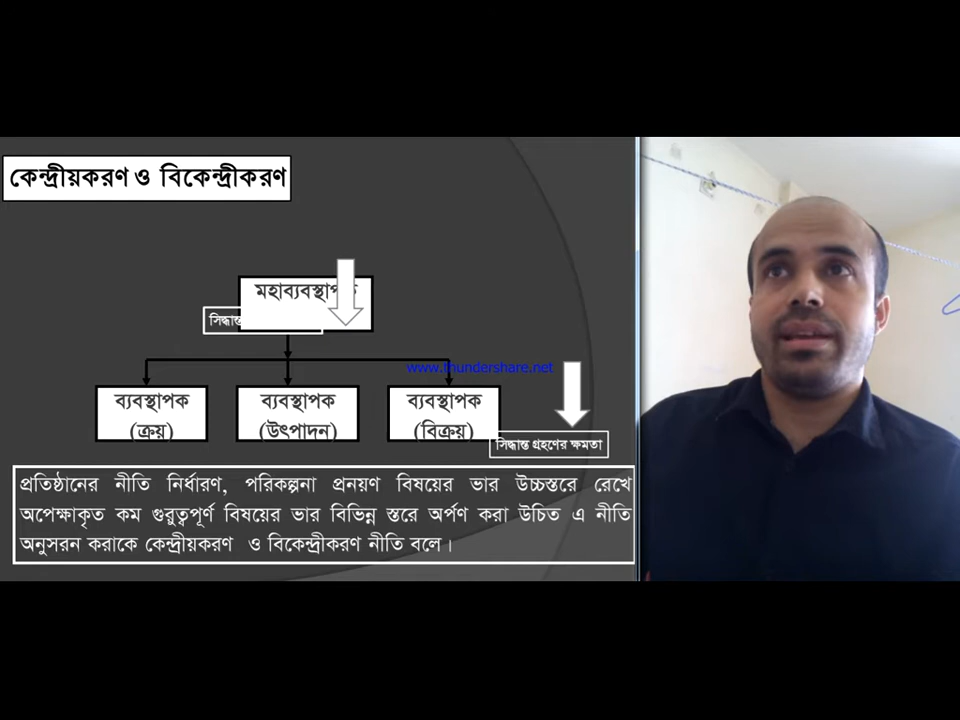 কেন্দ্রীয়করণ ও বিকেন্দ্রীকরণ
সিদ্ধান্ত
www.thundershare.net
ব্যবস্থাপক
(ক্রয়)
ব্যবস্থাপক
(উৎপাদন)
ব্যবস্থাপক
(বিক্রয়)
সিদ্ধান্ত গ্রহণের ক্ষমতা
প্রতিষ্ঠানের নীতি নির্ধারণ, পরিকল্পনা প্রনয়ণ বিষয়ের ভার উচ্চস্তরে রেখে
অপেক্ষাকৃত কম গুরুত্বপূর্ণ বিষয়ের ভার বিভিন্ন স্তরে অর্পণ করা উচিত এ নীতি
অনুসরন করাকে কেন্দ্রীয়করণ ও বিকেন্দ্রীকরণ নীতি বলে।